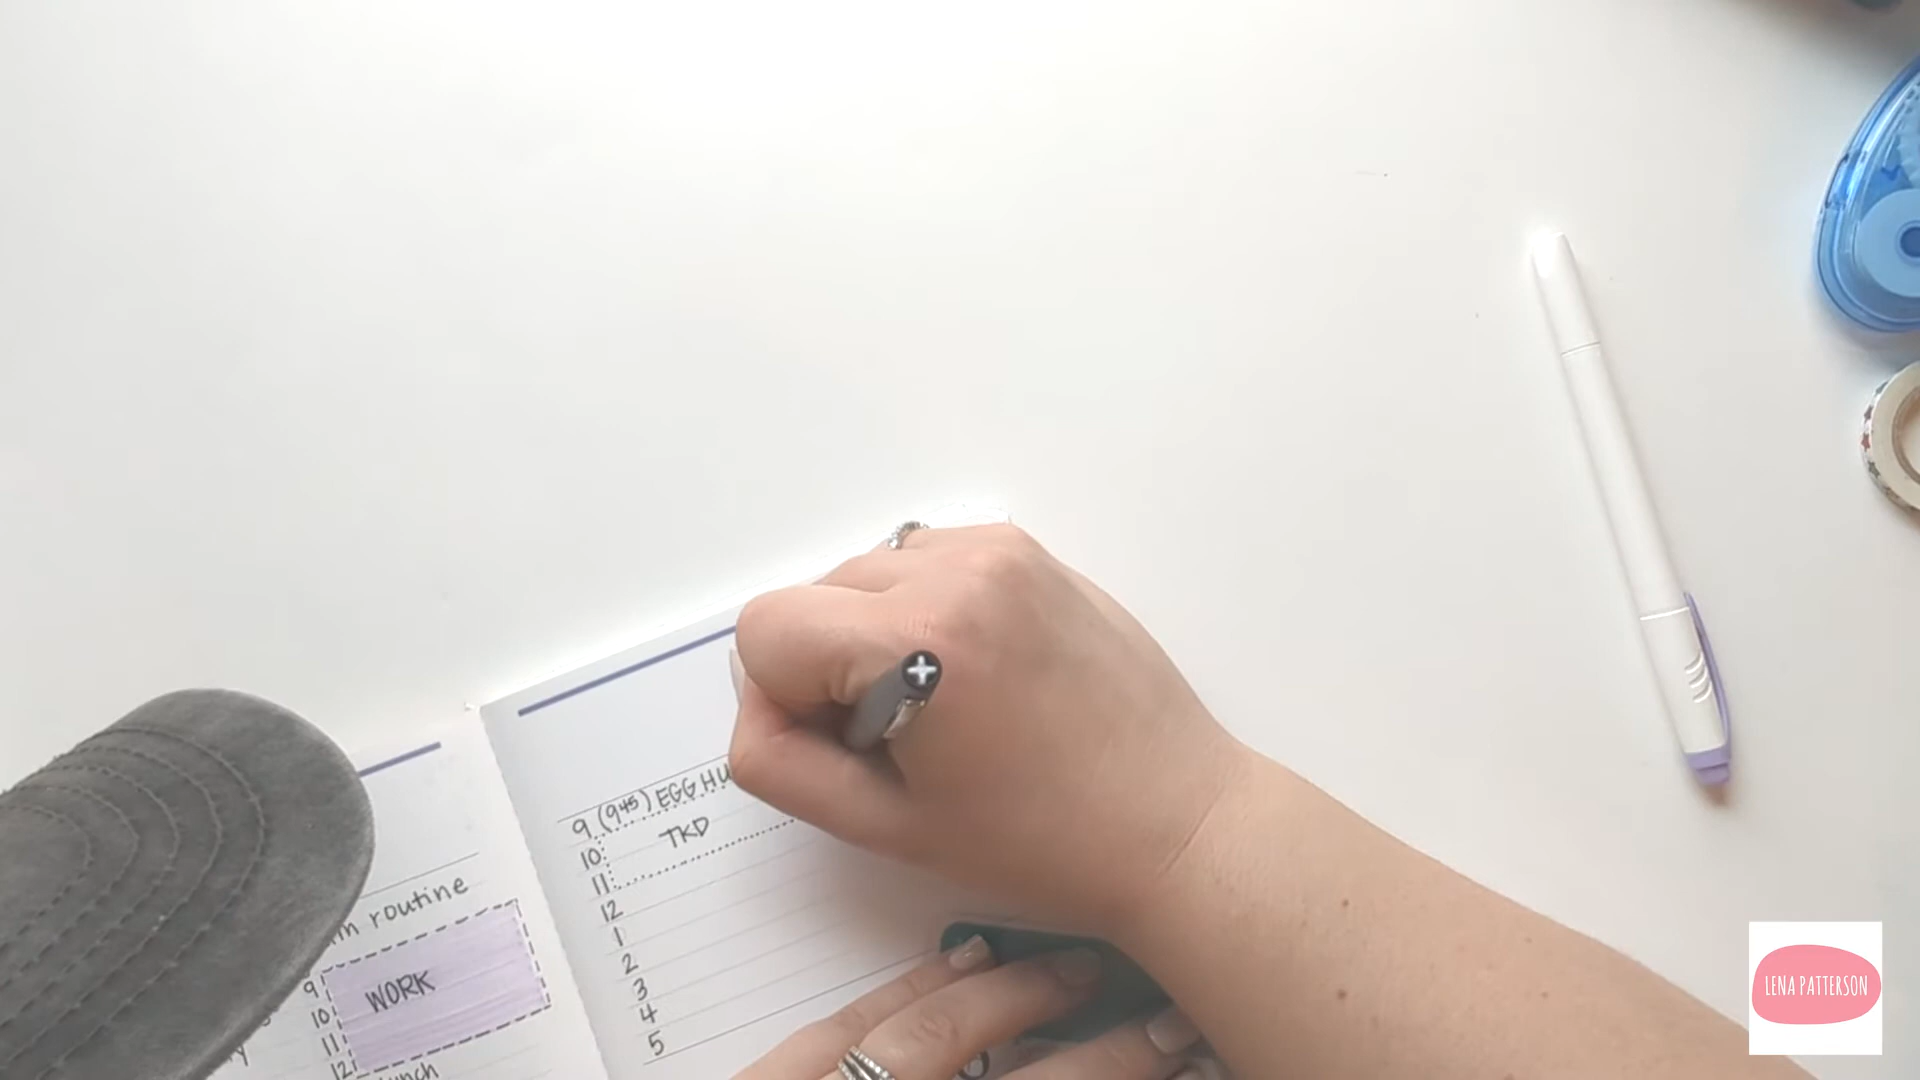 am routine
9
10
WORK
11
12
9 (945) EGG HU
10 TKD
11
12
1
2
3
4
5
LENA PATTERSON